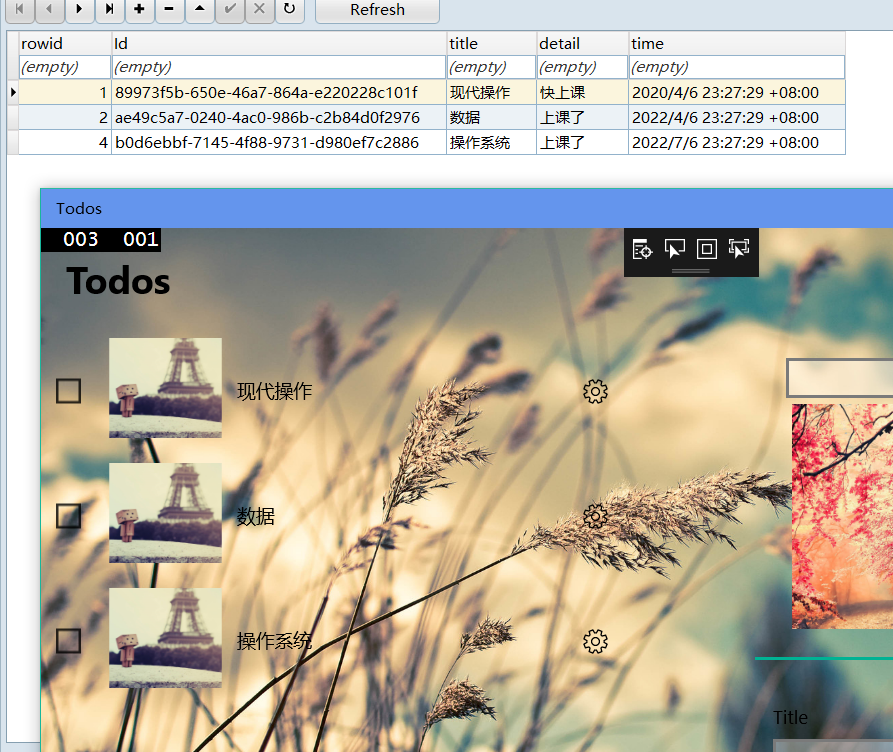 Refresh
rowid Id title detail time
(empty) (empty) (empty) (empty) (empty)
1 89973f5b-650e-46a7-864a-e220228c101f 现代操作 快上课 2020/4/6 23:27:29 +08:00
2 ae49c5a7-0240-4ac0-986b-c2b84d0f2976 数据 上课了 2022/4/6 23:27:29 +08:00
4 b0d6ebbf-7145-4f88-9731-d980ef7c2886 操作系统 上课了 2022/7/6 23:27:29 +08:00
Todos
003 001
Todos
现代操作
数据
操作系统
Title